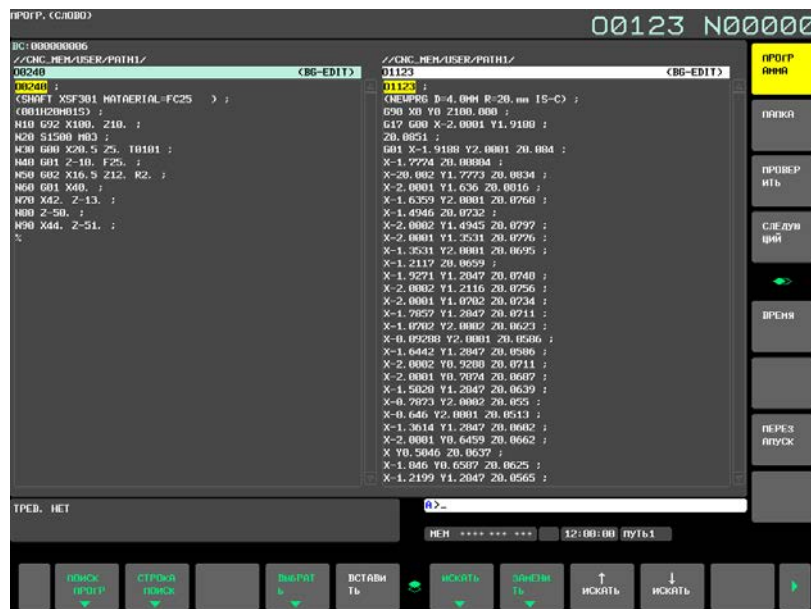 ПРОГР.(СЛОВО)
O0123 N00000
BC:000000006
//CNC_MEM/USER/PATH1/
O0240 (BG-EDIT)
O0240 ;
(SHAFT XSF301 MATAERIAL=FC25 ) ;
(001H20M015) ;
N10 G92 X100. Z10. ;
N20 S1500 M03 ;
N30 G00 X20.5 Z5. T0101 ;
N40 G01 Z-10. F25. ;
N50 G02 X16.5 Z12. R2. ;
N60 G01 X40. ;
N70 X42. Z-13. ;
N80 Z-50. ;
N90 X44. Z-51. ;
%
//CNC_MEM/USER/PATH1/
O1123 (BG-EDIT)
O1123 ;
(NEWPRG D=4.0MM R=20.mm IS-C) ;
G90 X0 Y0 Z100.000 ;
G17 G00 X-2.0001 Y1.9188 ;
Z0.0851 ;
G01 X-1.9188 Y2.0001 Z0.084 ;
X-1.7774 Z0.08084 ;
X-20.002 Y1.7773 Z0.0834 ;
X-2.0001 Y1.636 Z0.0816 ;
X-1.6359 Y2.0001 Z0.0768 ;
X-1.4946 Z0.0732 ;
X-2.0002 Y1.4945 Z0.0797 ;
X-2.0001 Y1.3531 Z0.0776 ;
X-1.3531 Y2.0001 Z0.0695 ;
X-1.2117 Z0.0659 ;
X-1.9271 Y1.2047 Z0.0748 ;
X-2.0002 Y1.2116 Z0.0756 ;
X-2.0001 Y1.0702 Z0.0734 ;
X-1.7857 Y1.2047 Z0.0711 ;
X-1.0702 Y2.0002 Z0.0623 ;
X-0.09288 Y2.0001 Z0.0586 ;
X-1.6442 Y1.2047 Z0.0586 ;
X-2.0002 Y0.9288 Z0.0711 ;
X-2.0001 Y0.7874 Z0.0687 ;
X-1.5028 Y1.2047 Z0.0639 ;
X-0.7873 Y2.0002 Z0.055 ;
X-0.646 Y2.0001 Z0.0513 ;
X-1.3614 Y1.2047 Z0.0602 ;
X-2.0001 Y0.6459 Z0.0662 ;
X Y0.5046 Z0.0637 ;
X-1.046 Y0.6587 Z0.0625 ;
X-1.2199 Y1.2047 Z0.0565 ;
ПРОГР
АММА
ПАПКА
ПРОВЕР
ИТЬ
СЛЕДУЮ
ЩИЙ
ВРЕМЯ
ПЕРЕЗ
АПУСК
ТРЕВ. НЕТ
A>_
MEM **** *** ***
12:00:00
ПУТЬ1
ПОИСК
ПРОГР
СТРОКА
ПОИСК
ВЫБРАТ
Ь
ВСТАВИ
ТЬ
ИСКАТЬ
ЗАМЕНИ
ТЬ
↑
ИСКАТЬ
↓
ИСКАТЬ